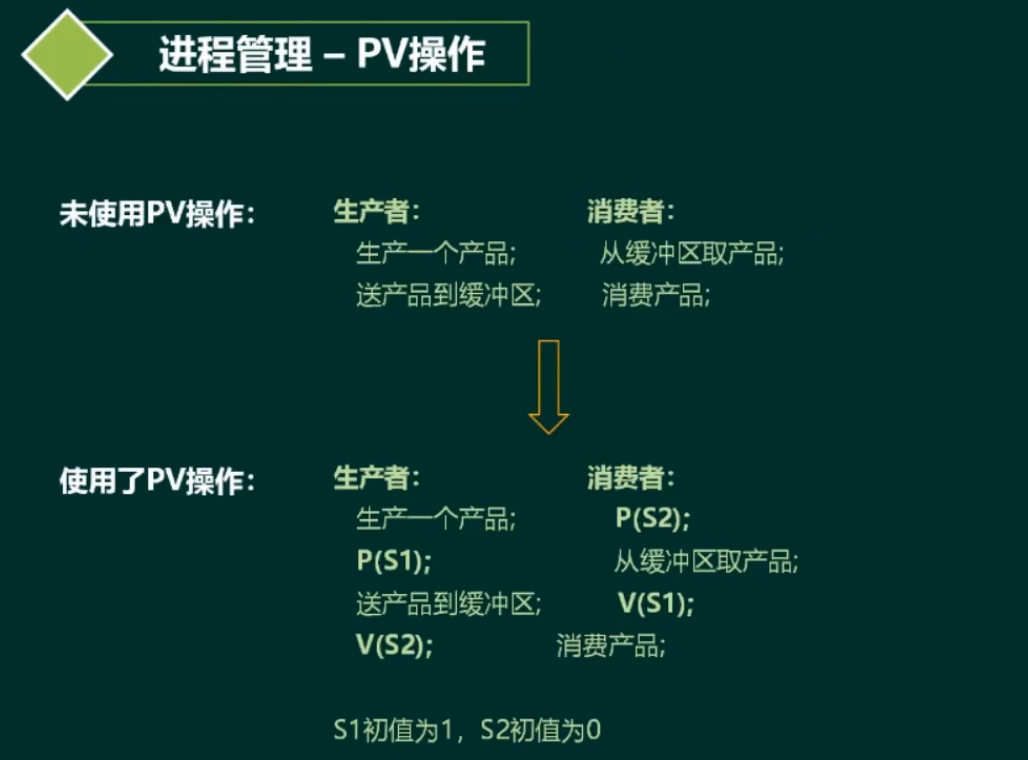 进程管理 – PV操作
未使用PV操作：
生产者：
生产一个产品;
送产品到缓冲区;
消费者：
从缓冲区取产品;
消费产品;
使用了PV操作：
生产者：
生产一个产品;
P(S1);
送产品到缓冲区;
V(S2);
消费者：
P(S2);
从缓冲区取产品;
V(S1);
消费产品;
S1初值为1，S2初值为0